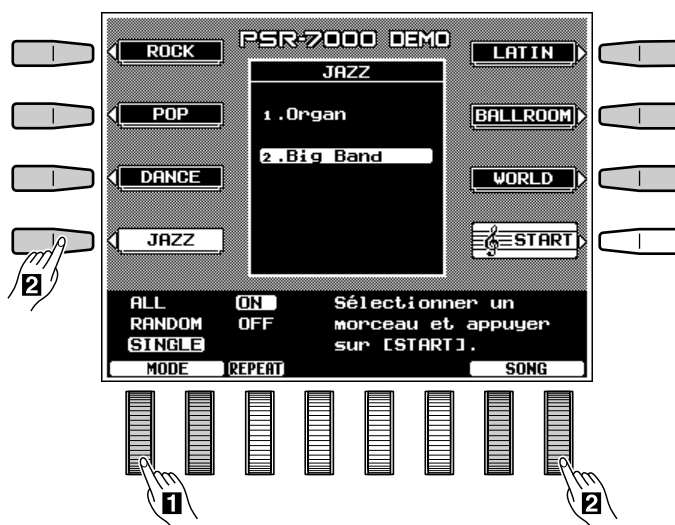 PSR-7000 DEMO
ROCK
POP
DANCE
JAZZ
JAZZ
1.Organ
2.Big Band
LATIN
BALLROOM
WORLD
START
2
ALL
RANDOM
SINGLE
ON
OFF
Sélectionner un
morceau et appuyer
sur [START].
MODE
REPEAT
SONG
1
2